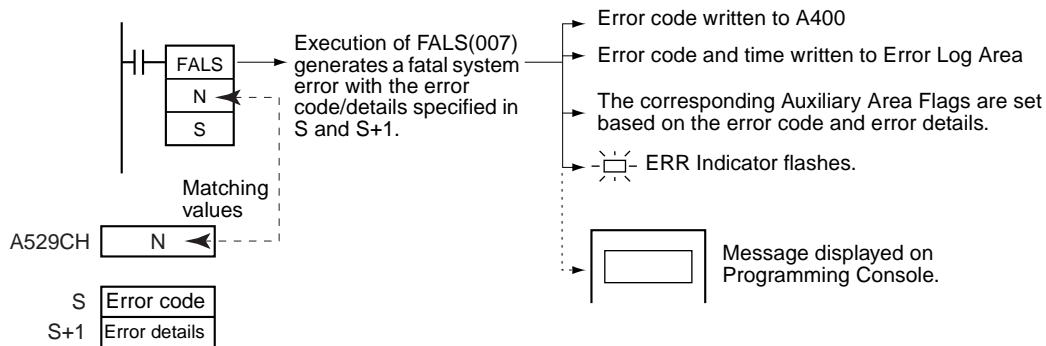 FALS
N
S
Execution of FALS(007)
generates a fatal system
error with the error
code/details specified in
S and S+1.
Error code written to A400
Error code and time written to Error Log Area
The corresponding Auxiliary Area Flags are set
based on the error code and error details.
ERR Indicator flashes.
Message displayed on
Programming Console.
Matching
values
A529CH N
S Error code
S+1 Error details